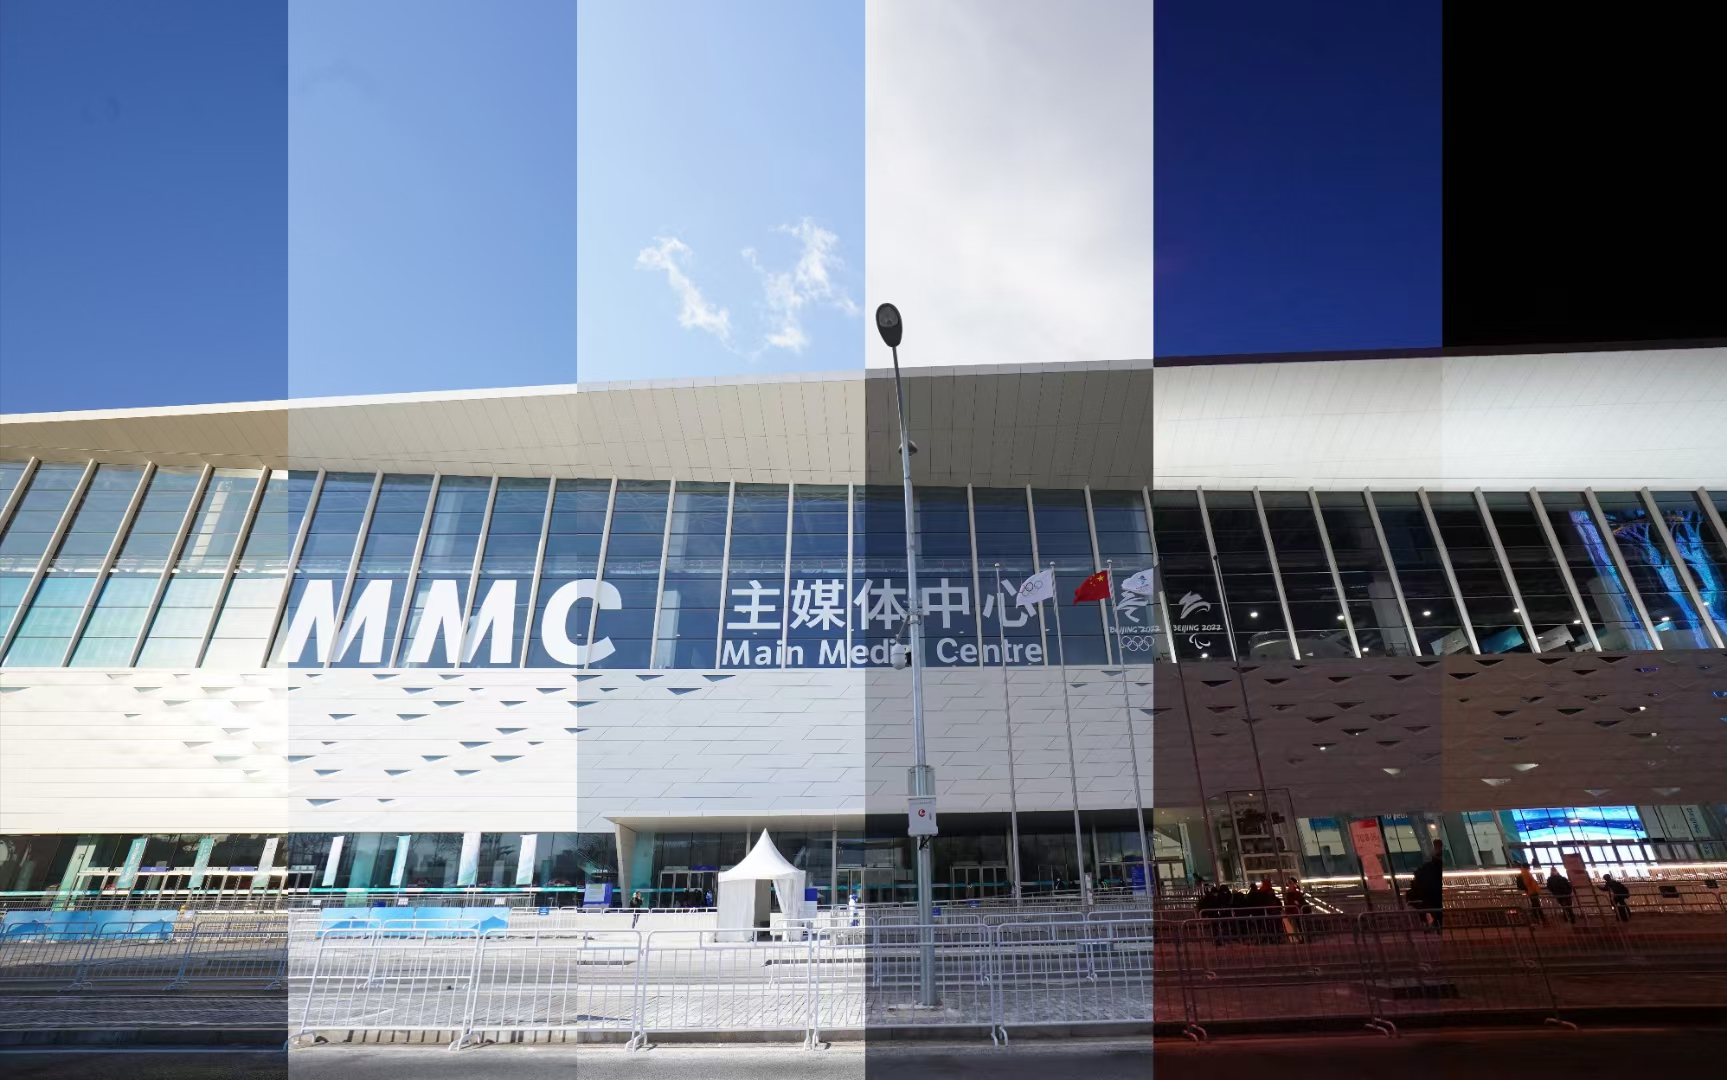 MMC
主媒体中心
Main Media Centre
BEIJING 2022
BEIJING 2022